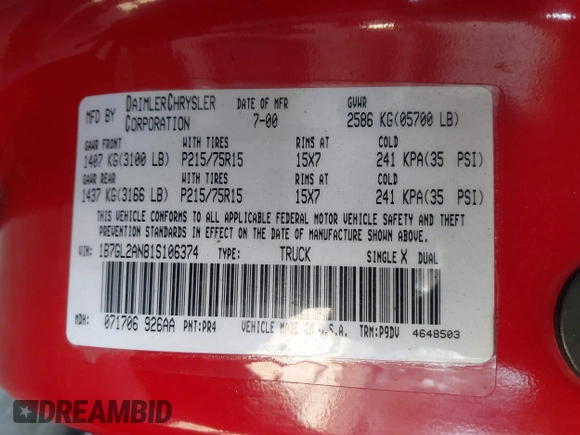 MFD BY DAIMLERCHRYSLER CORPORATION DATE OF MFR 7-00 GVWR 2586 KG(05700 LB)
GAWR FRONT WITH TIRES RIMS AT COLD
1407 KG(3100 LB) P215/75R15 15X7 241 KPA(35 PSI)
GAWR REAR WITH TIRES RIMS AT COLD
1437 KG(3166 LB) P215/75R15 15X7 241 KPA(35 PSI)
THIS VEHICLE CONFORMS TO ALL APPLICABLE FEDERAL MOTOR VEHICLE SAFETY AND THEFT
PREVENTION STANDARDS IN EFFECT ON THE DATE OF MANUFACTURE SHOWN ABOVE.
VIN: 1B7GL2AN81S106374 TYPE: TRUCK SINGLE X DUAL
MDH: 071706 926AA PNT:PR4 VEHICLE MADE IN U.S.A. TRM:P9DV 4648503
DREAMBID